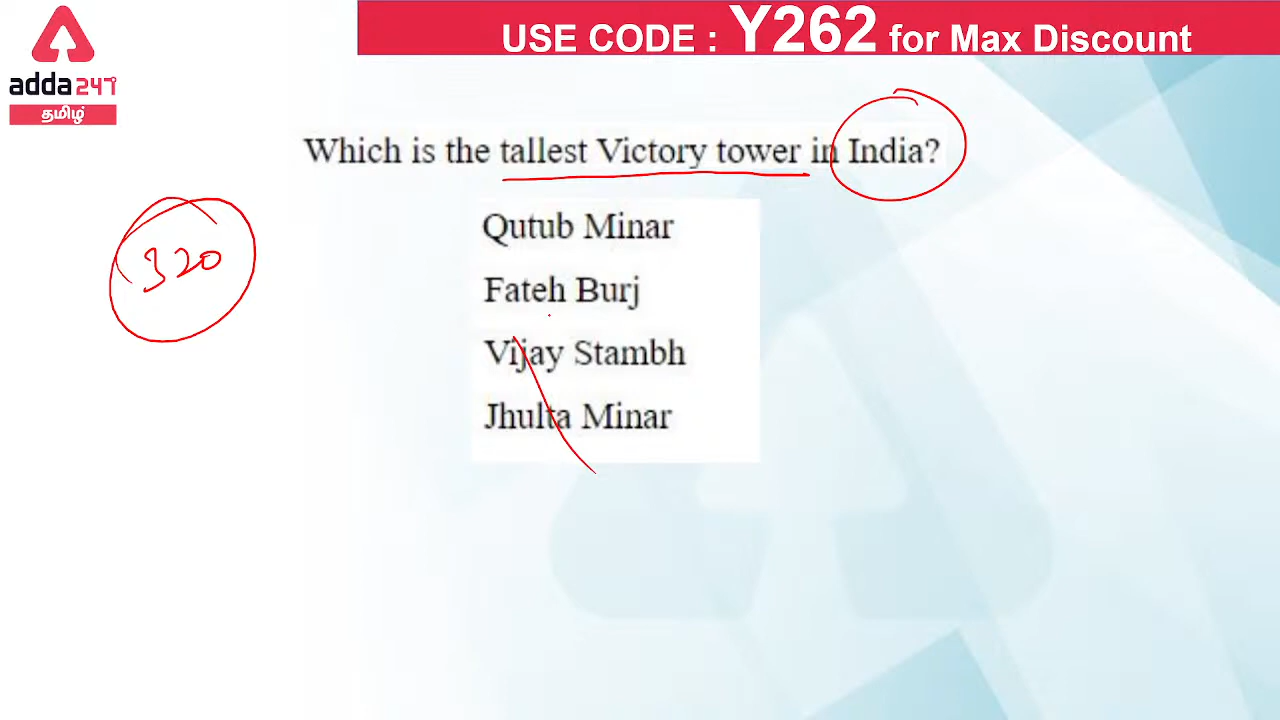 USE CODE : Y262 for Max Discount
adda247
தமிழ்
Which is the tallest Victory tower in India?
320
Qutub Minar
Fateh Burj
Vijay Stambh
Jhulta Minar